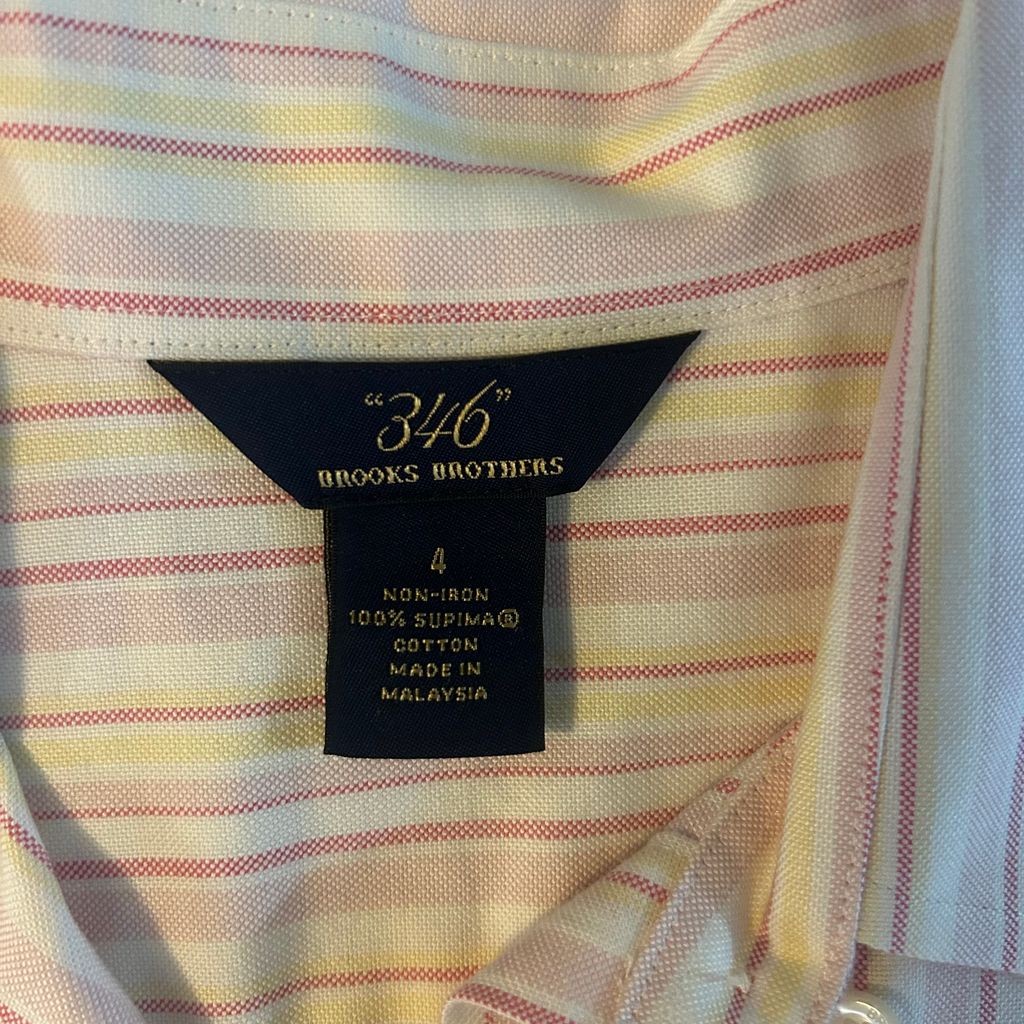 “346”
BROOKS BROTHERS
4
NON-IRON
100% SUPIMA®
COTTON
MADE IN
MALAYSIA